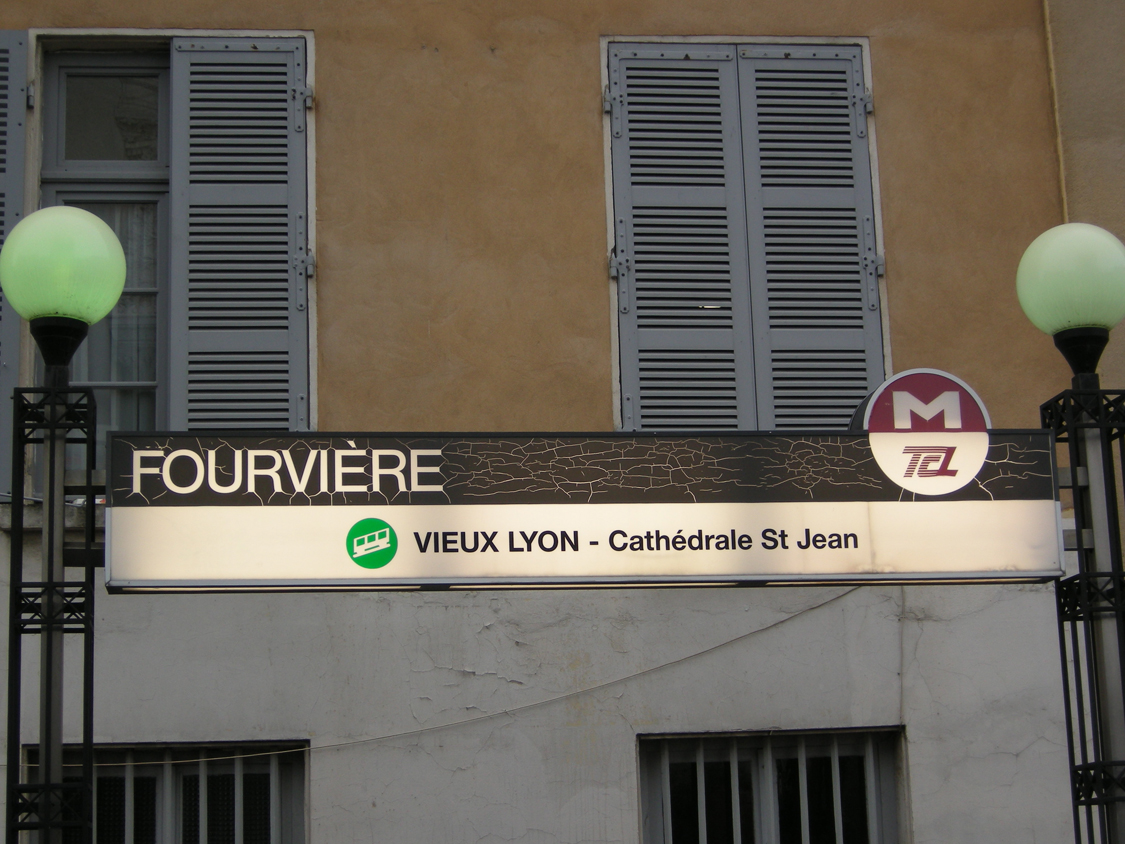 M
TCL
FOURVIÈRE
VIEUX LYON - Cathédrale St Jean